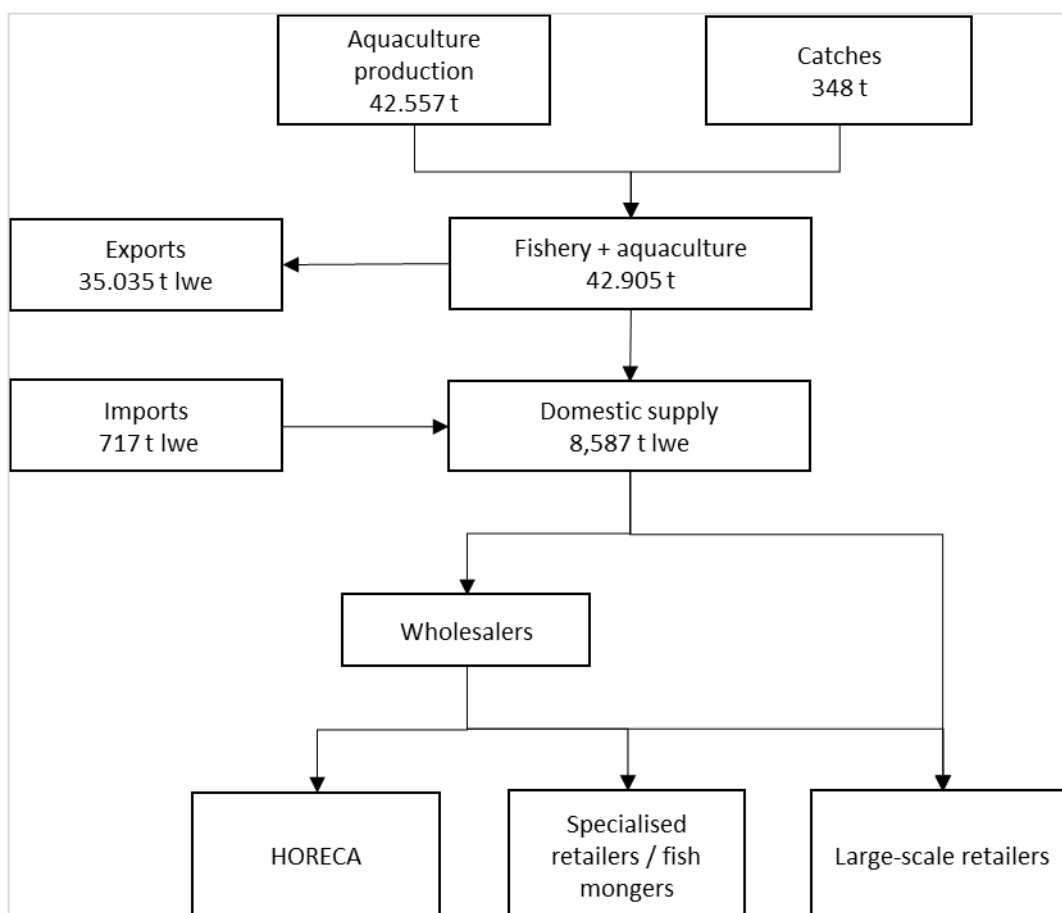 Aquaculture
production
42.557 t
Catches
348 t
Exports
35.035 t lwe
Fishery + aquaculture
42.905 t
Imports
717 t lwe
Domestic supply
8,587 t lwe
Wholesalers
HORECA
Specialised
retailers / fish
mongers
Large-scale retailers